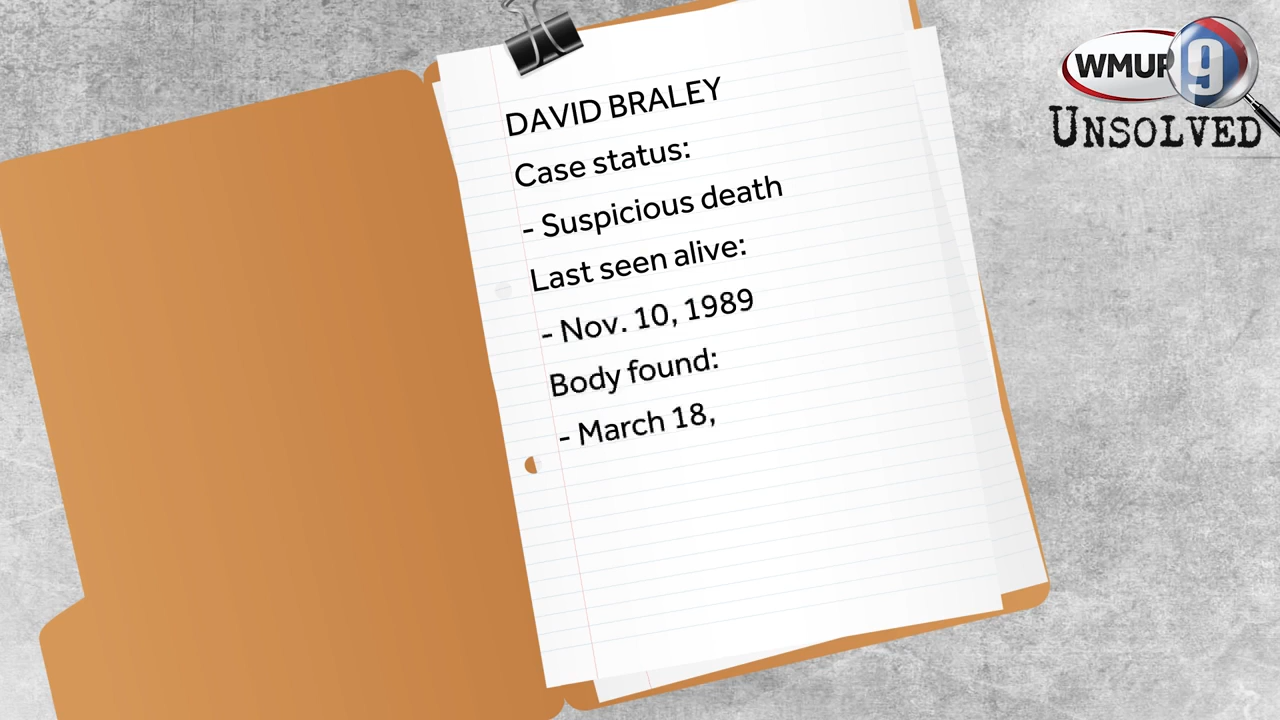 DAVID BRALEY
Case status:
- Suspicious death
Last seen alive:
- Nov. 10, 1989
Body found:
- March 18,
WMUR 9
UNSOLVED